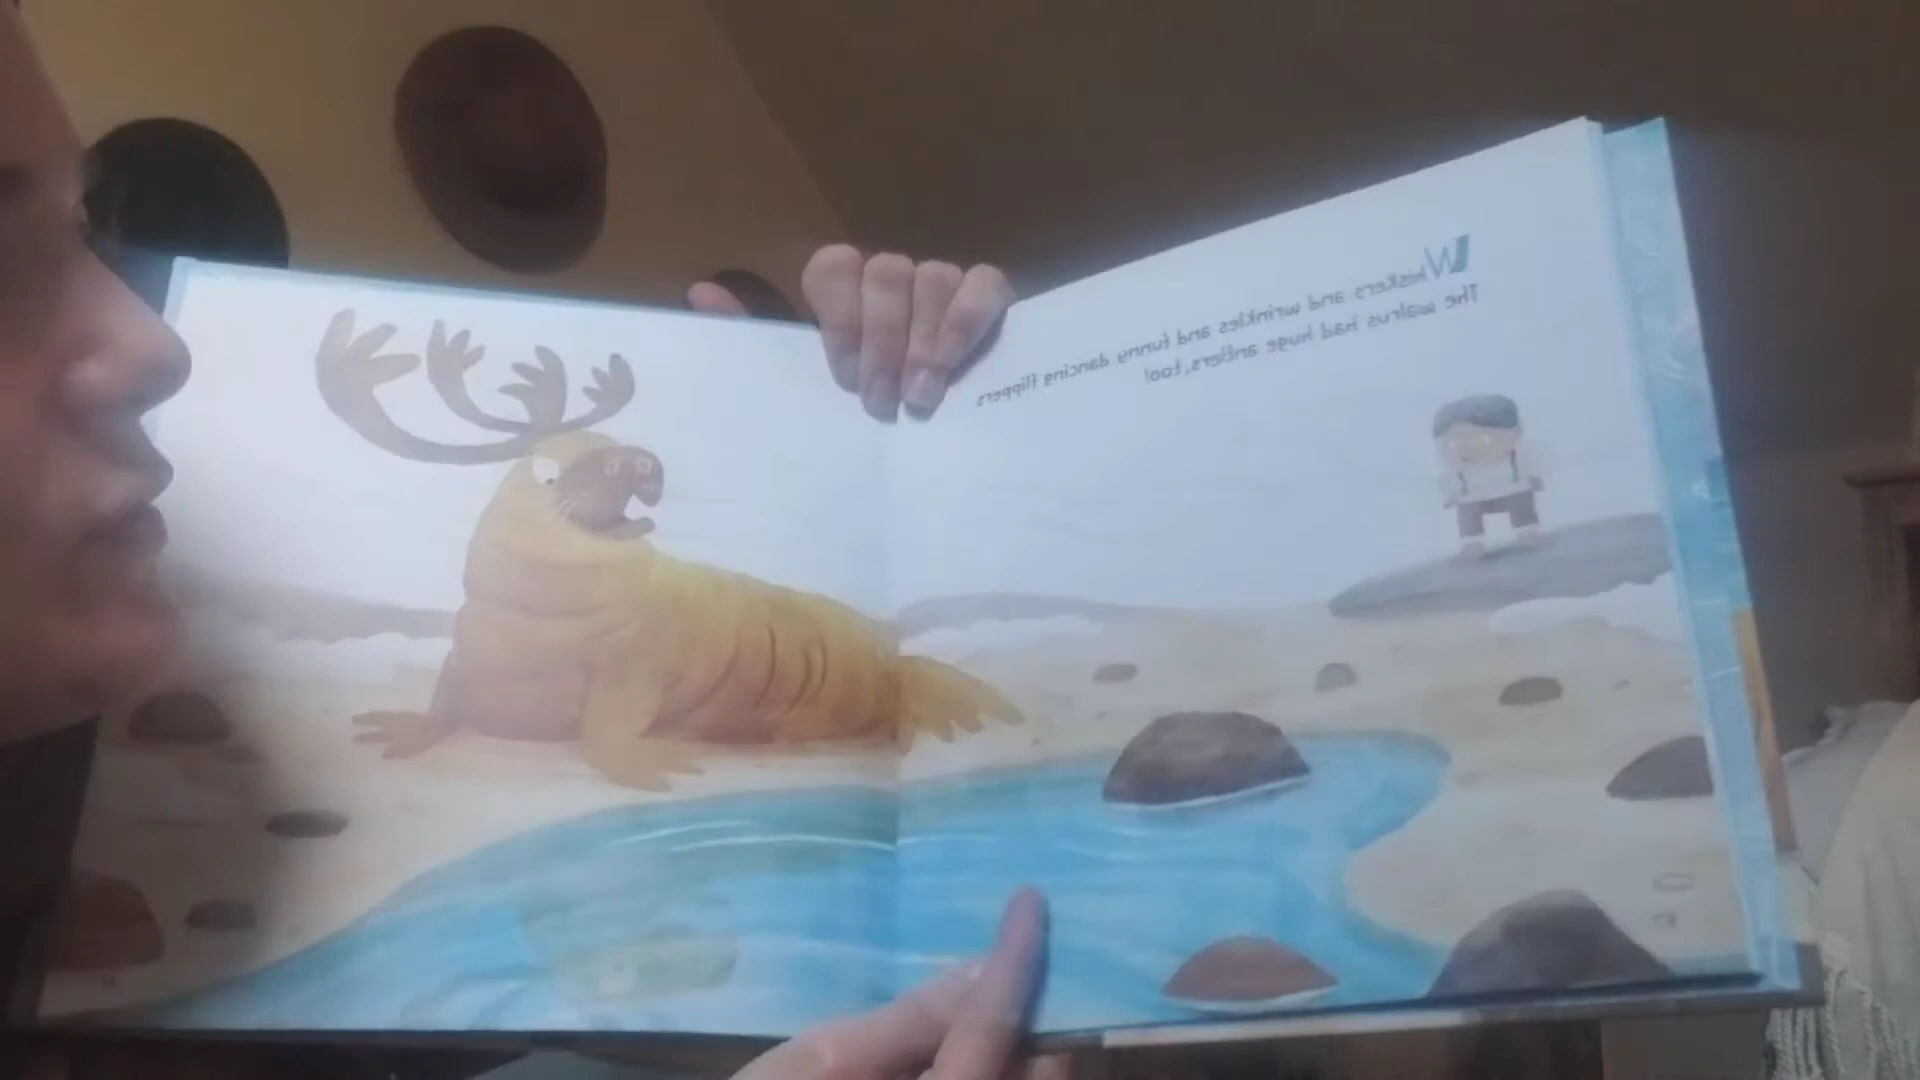 Whiskers and wrinkles and funny dancing flippers
The walrus had huge antlers, too!